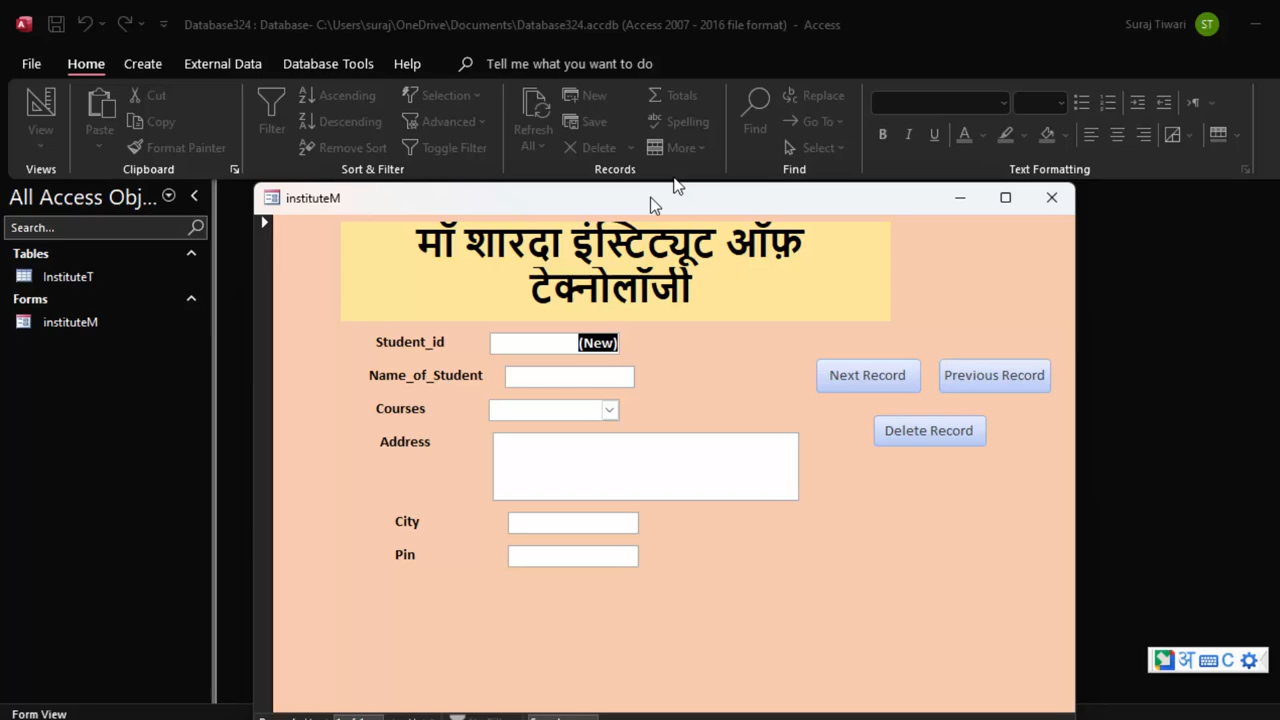 Database324 : Database- C:\Users\suraj\OneDrive\Documents\Database324.accdb (Access 2007 - 2016 file format) - Access
Suraj Tiwari ST
File Home Create External Data Database Tools Help Tell me what you want to do
View
Paste
Cut
Copy
Format Painter
Filter
Ascending
Descending
Remove Sort
Selection
Advanced
Toggle Filter
Refresh
All
New
Save
Delete
Totals
Spelling
More
Find
Replace
Go To
Select
B I U A
Views Clipboard Sort & Filter Records Find Text Formatting
All Access Obj...
Search...
Tables
InstituteT
Forms
instituteM
instituteM
मॉ शारदा इंस्टिट्यूट ऑफ़
टेक्नोलॉजी
Student_id (New)
Name_of_Student
Courses
Address
City
Pin
Next Record Previous Record
Delete Record
अ C
Form View